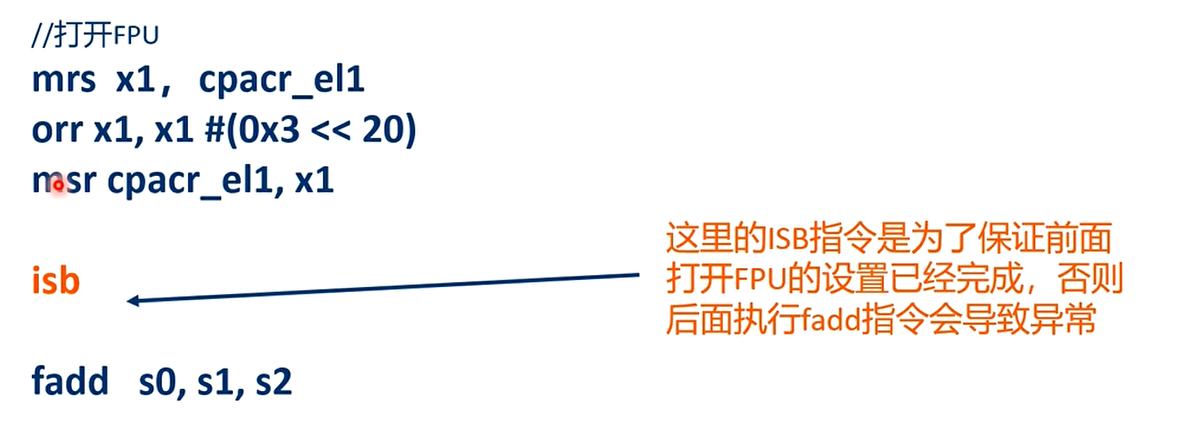 //打开FPU
mrs x1, cpacr_el1
orr x1, x1 #(0x3 << 20)
msr cpacr_el1, x1
isb
这里的ISB指令是为了保证前面
打开FPU的设置已经完成，否则
后面执行fadd指令会导致异常
fadd s0, s1, s2